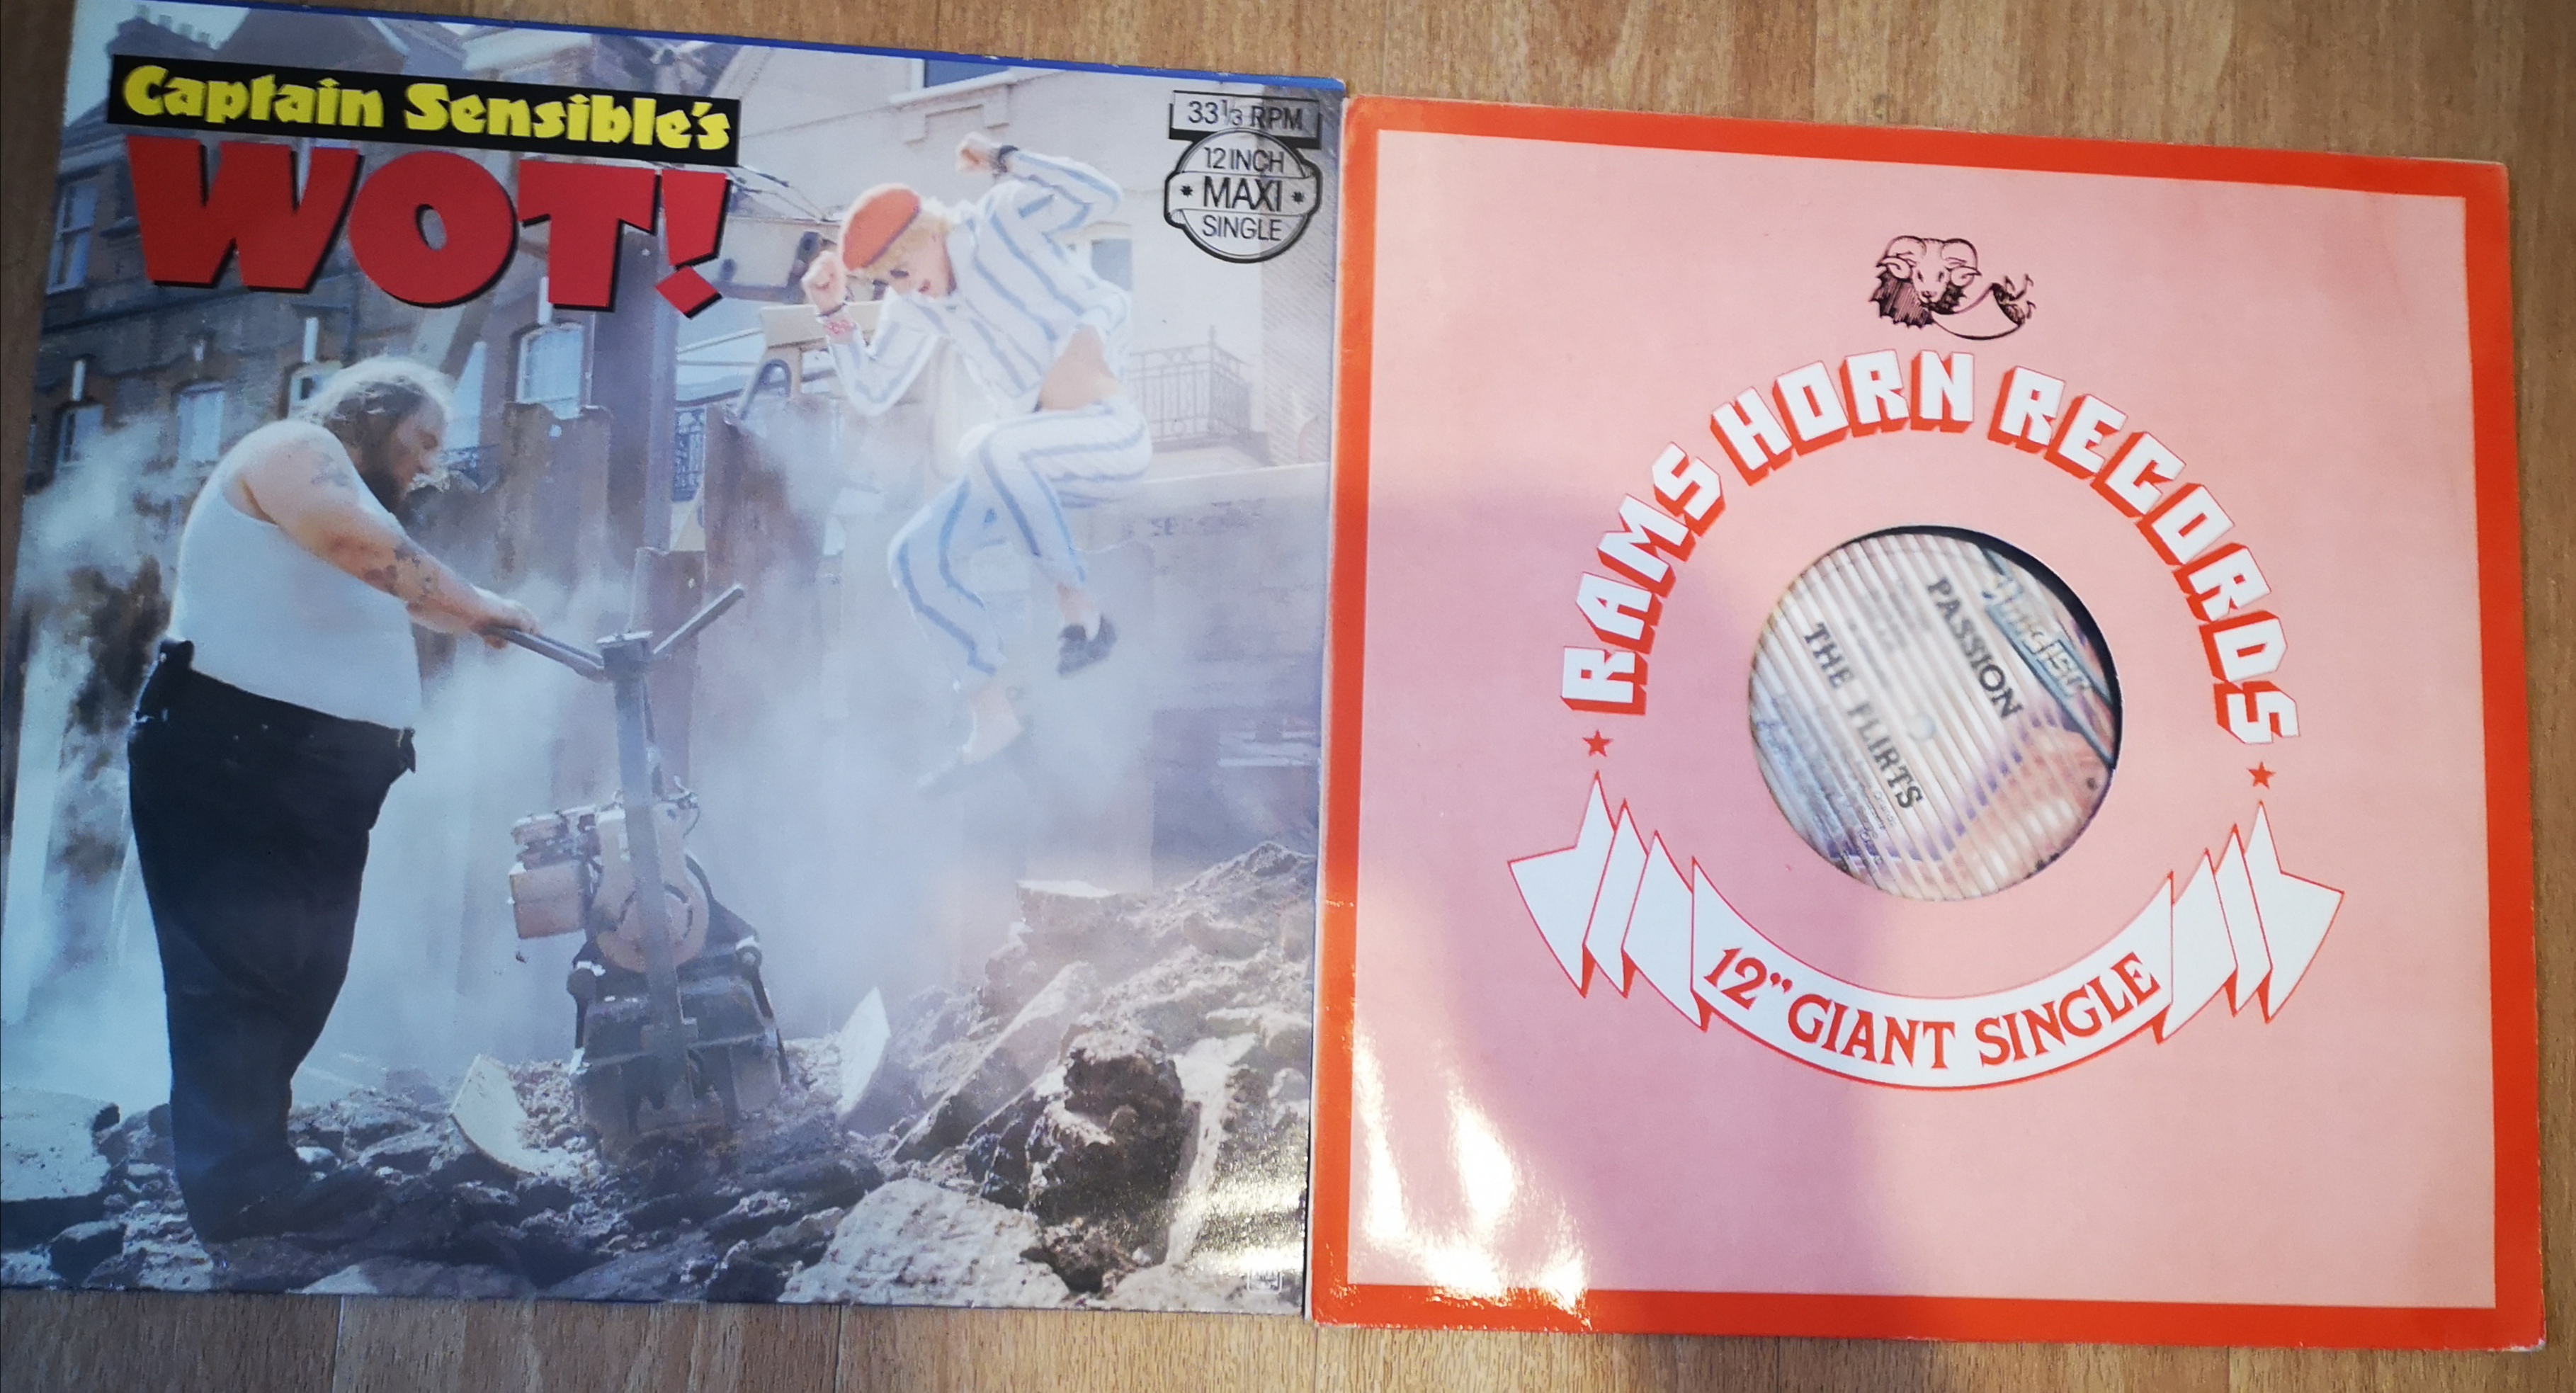 Captain Sensible's
WOT!
33⅓ RPM
12 INCH
* MAXI *
SINGLE
RAMS HORN RECORDS
PASSION
THE FLIRTS
12" GIANT SINGLE